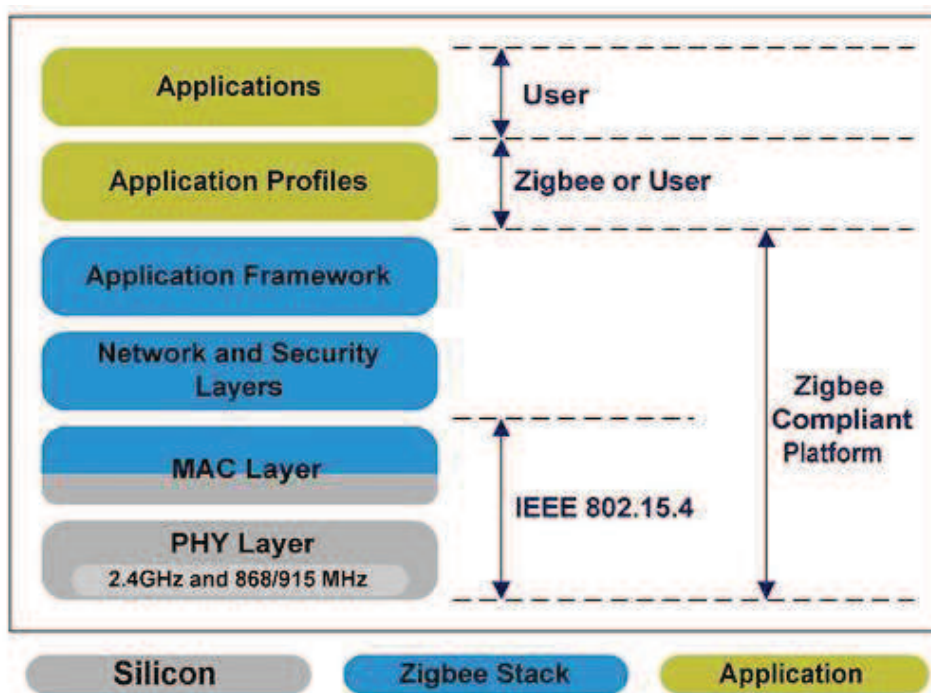 Applications
User
Application Profiles
Zigbee or User
Application Framework
Network and Security
Layers
Zigbee
Compliant
Platform
MAC Layer
IEEE 802.15.4
PHY Layer
2.4GHz and 868/915 MHz
Silicon
Zigbee Stack
Application